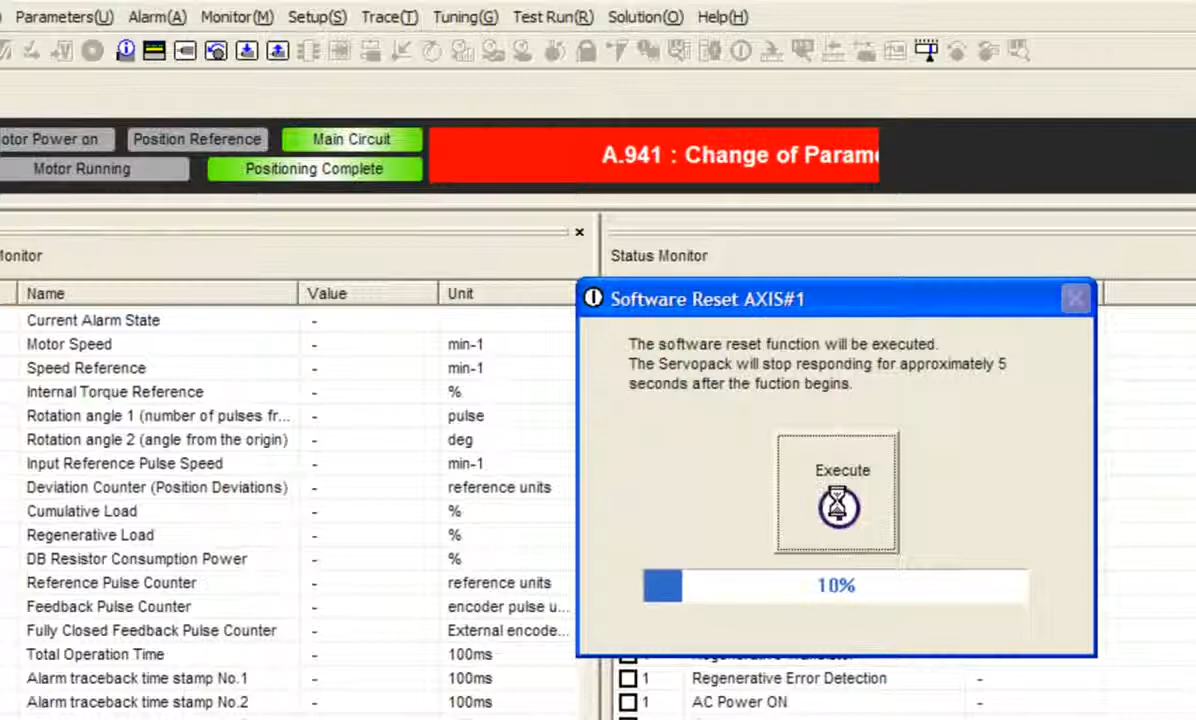 Parameters(U) Alarm(A) Monitor(M) Setup(S) Trace(T) Tuning(G) Test Run(R) Solution(O) Help(H)
otor Power on Position Reference Main Circuit
Motor Running Positioning Complete
A.941 : Change of Parame
Monitor
Status Monitor
Name Value Unit
Current Alarm State -
Motor Speed - min-1
Speed Reference - min-1
Internal Torque Reference - %
Rotation angle 1 (number of pulses fr... - pulse
Rotation angle 2 (angle from the origin) - deg
Input Reference Pulse Speed - min-1
Deviation Counter (Position Deviations) - reference units
Cumulative Load - %
Regenerative Load - %
DB Resistor Consumption Power - %
Reference Pulse Counter - reference units
Feedback Pulse Counter - encoder pulse u...
Fully Closed Feedback Pulse Counter - External encode...
Total Operation Time - 100ms
Alarm traceback time stamp No.1 - 100ms
Alarm traceback time stamp No.2 - 100ms
Software Reset AXIS#1
The software reset function will be executed.
The Servopack will stop responding for approximately 5
seconds after the fuction begins.
Execute
10%
1 Regenerative Error Detection -
1 AC Power ON -